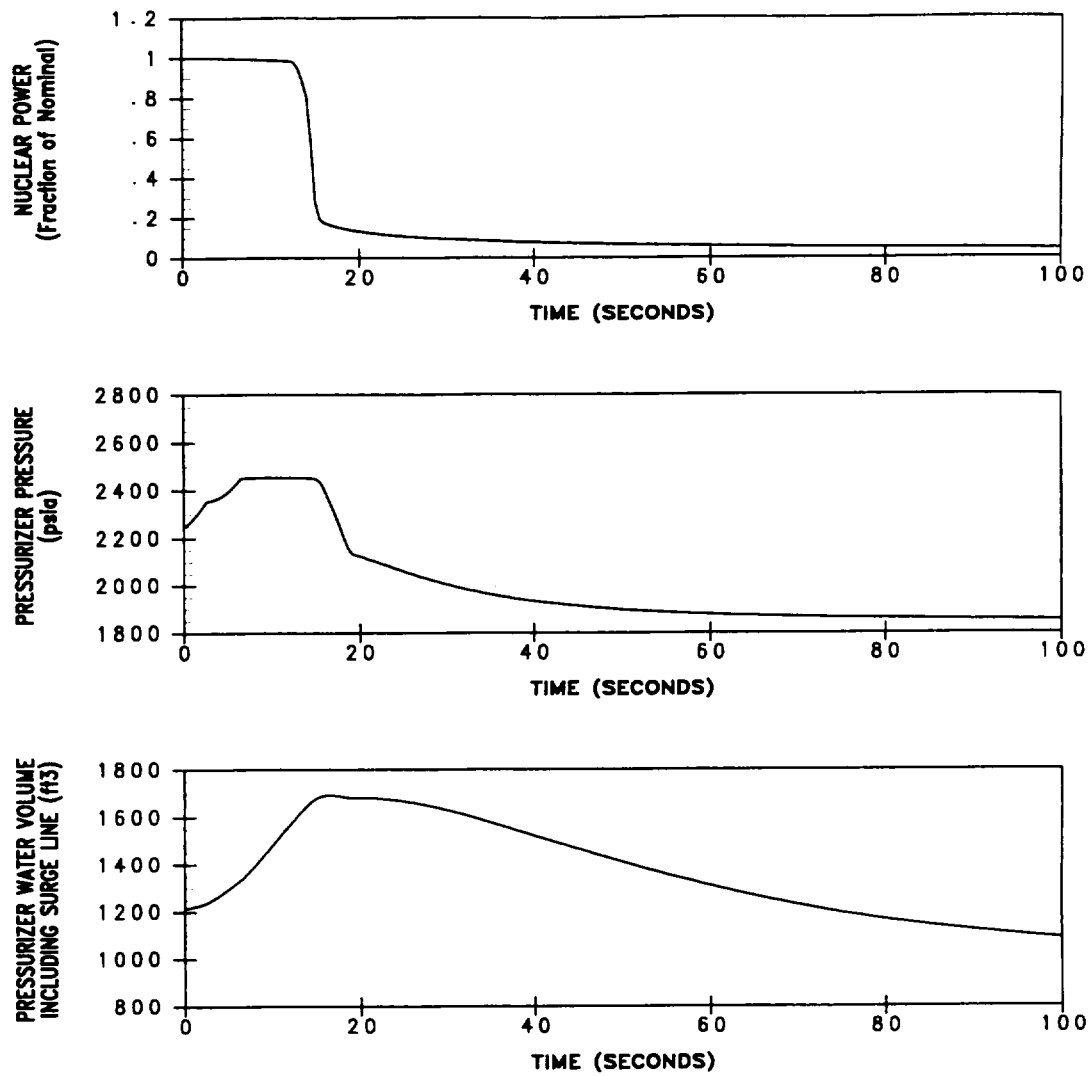 NUCLEAR POWER
(Fraction of Nominal)
1.2
1
.8
.6
.4
.2
0
0 20 40 60 80 100
TIME (SECONDS)
PRESSURIZER PRESSURE
(psia)
2800
2600
2400
2200
2000
1800
0 20 40 60 80 100
TIME (SECONDS)
PRESSURIZER WATER VOLUME
INCLUDING SURGE LINE (ft3)
1800
1600
1400
1200
1000
800
0 20 40 60 80 100
TIME (SECONDS)